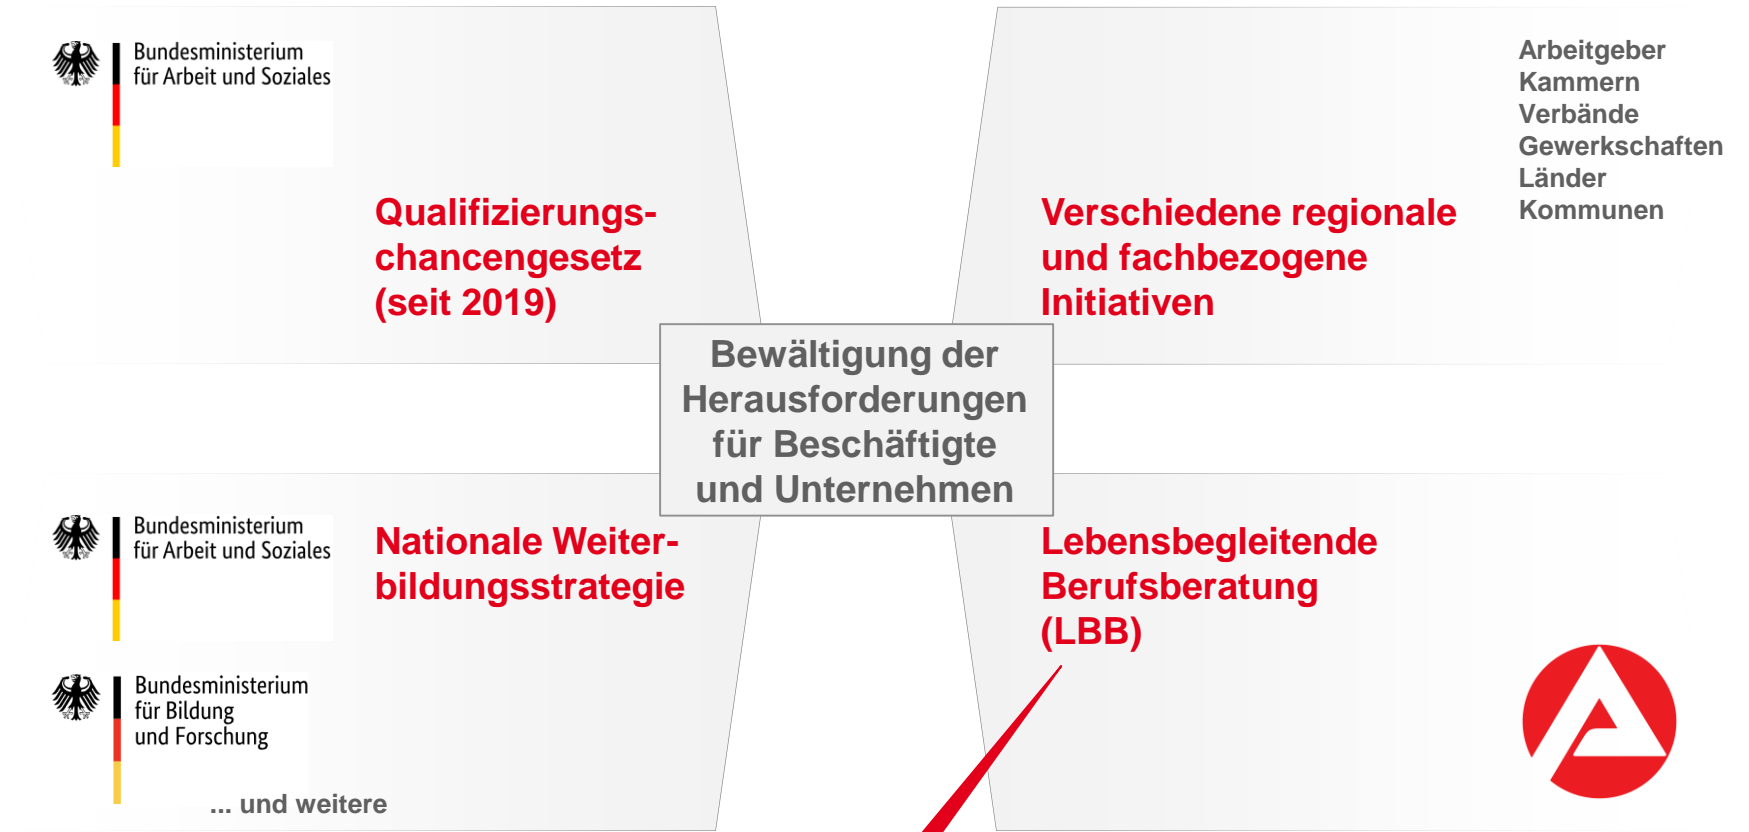 Bundesministerium
für Arbeit und Soziales
Qualifizierungs-
chancengesetz
(seit 2019)
Verschiedene regionale
und fachbezogene
Initiativen
Arbeitgeber
Kammern
Verbände
Gewerkschaften
Länder
Kommunen
Bewältigung der
Herausforderungen
für Beschäftigte
und Unternehmen
Bundesministerium
für Arbeit und Soziales
Nationale Weiter-
bildungsstrategie
Bundesministerium
für Bildung
und Forschung
... und weitere
Lebensbegleitende
Berufsberatung
(LBB)